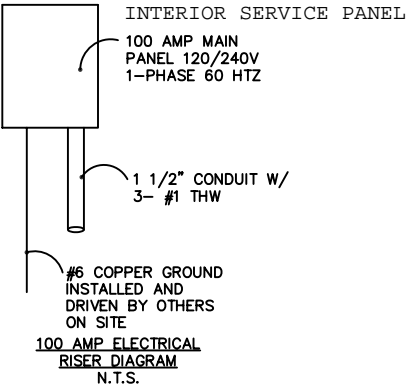 INTERIOR SERVICE PANEL
100 AMP MAIN
PANEL 120/240V
1-PHASE 60 HTZ
1 1/2" CONDUIT W/
3- #1 THW
#6 COPPER GROUND
INSTALLED AND
DRIVEN BY OTHERS
ON SITE
100 AMP ELECTRICAL
RISER DIAGRAM
N.T.S.